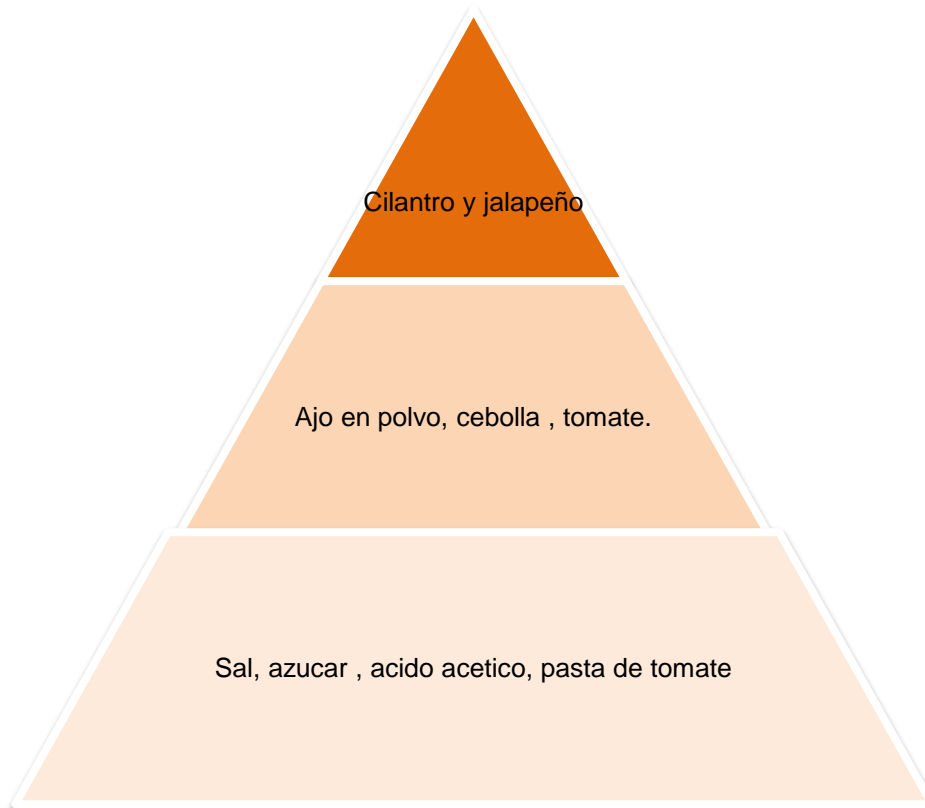 Cilantro y jalapeño
Ajo en polvo, cebolla , tomate.
Sal, azucar , acido acetico, pasta de tomate